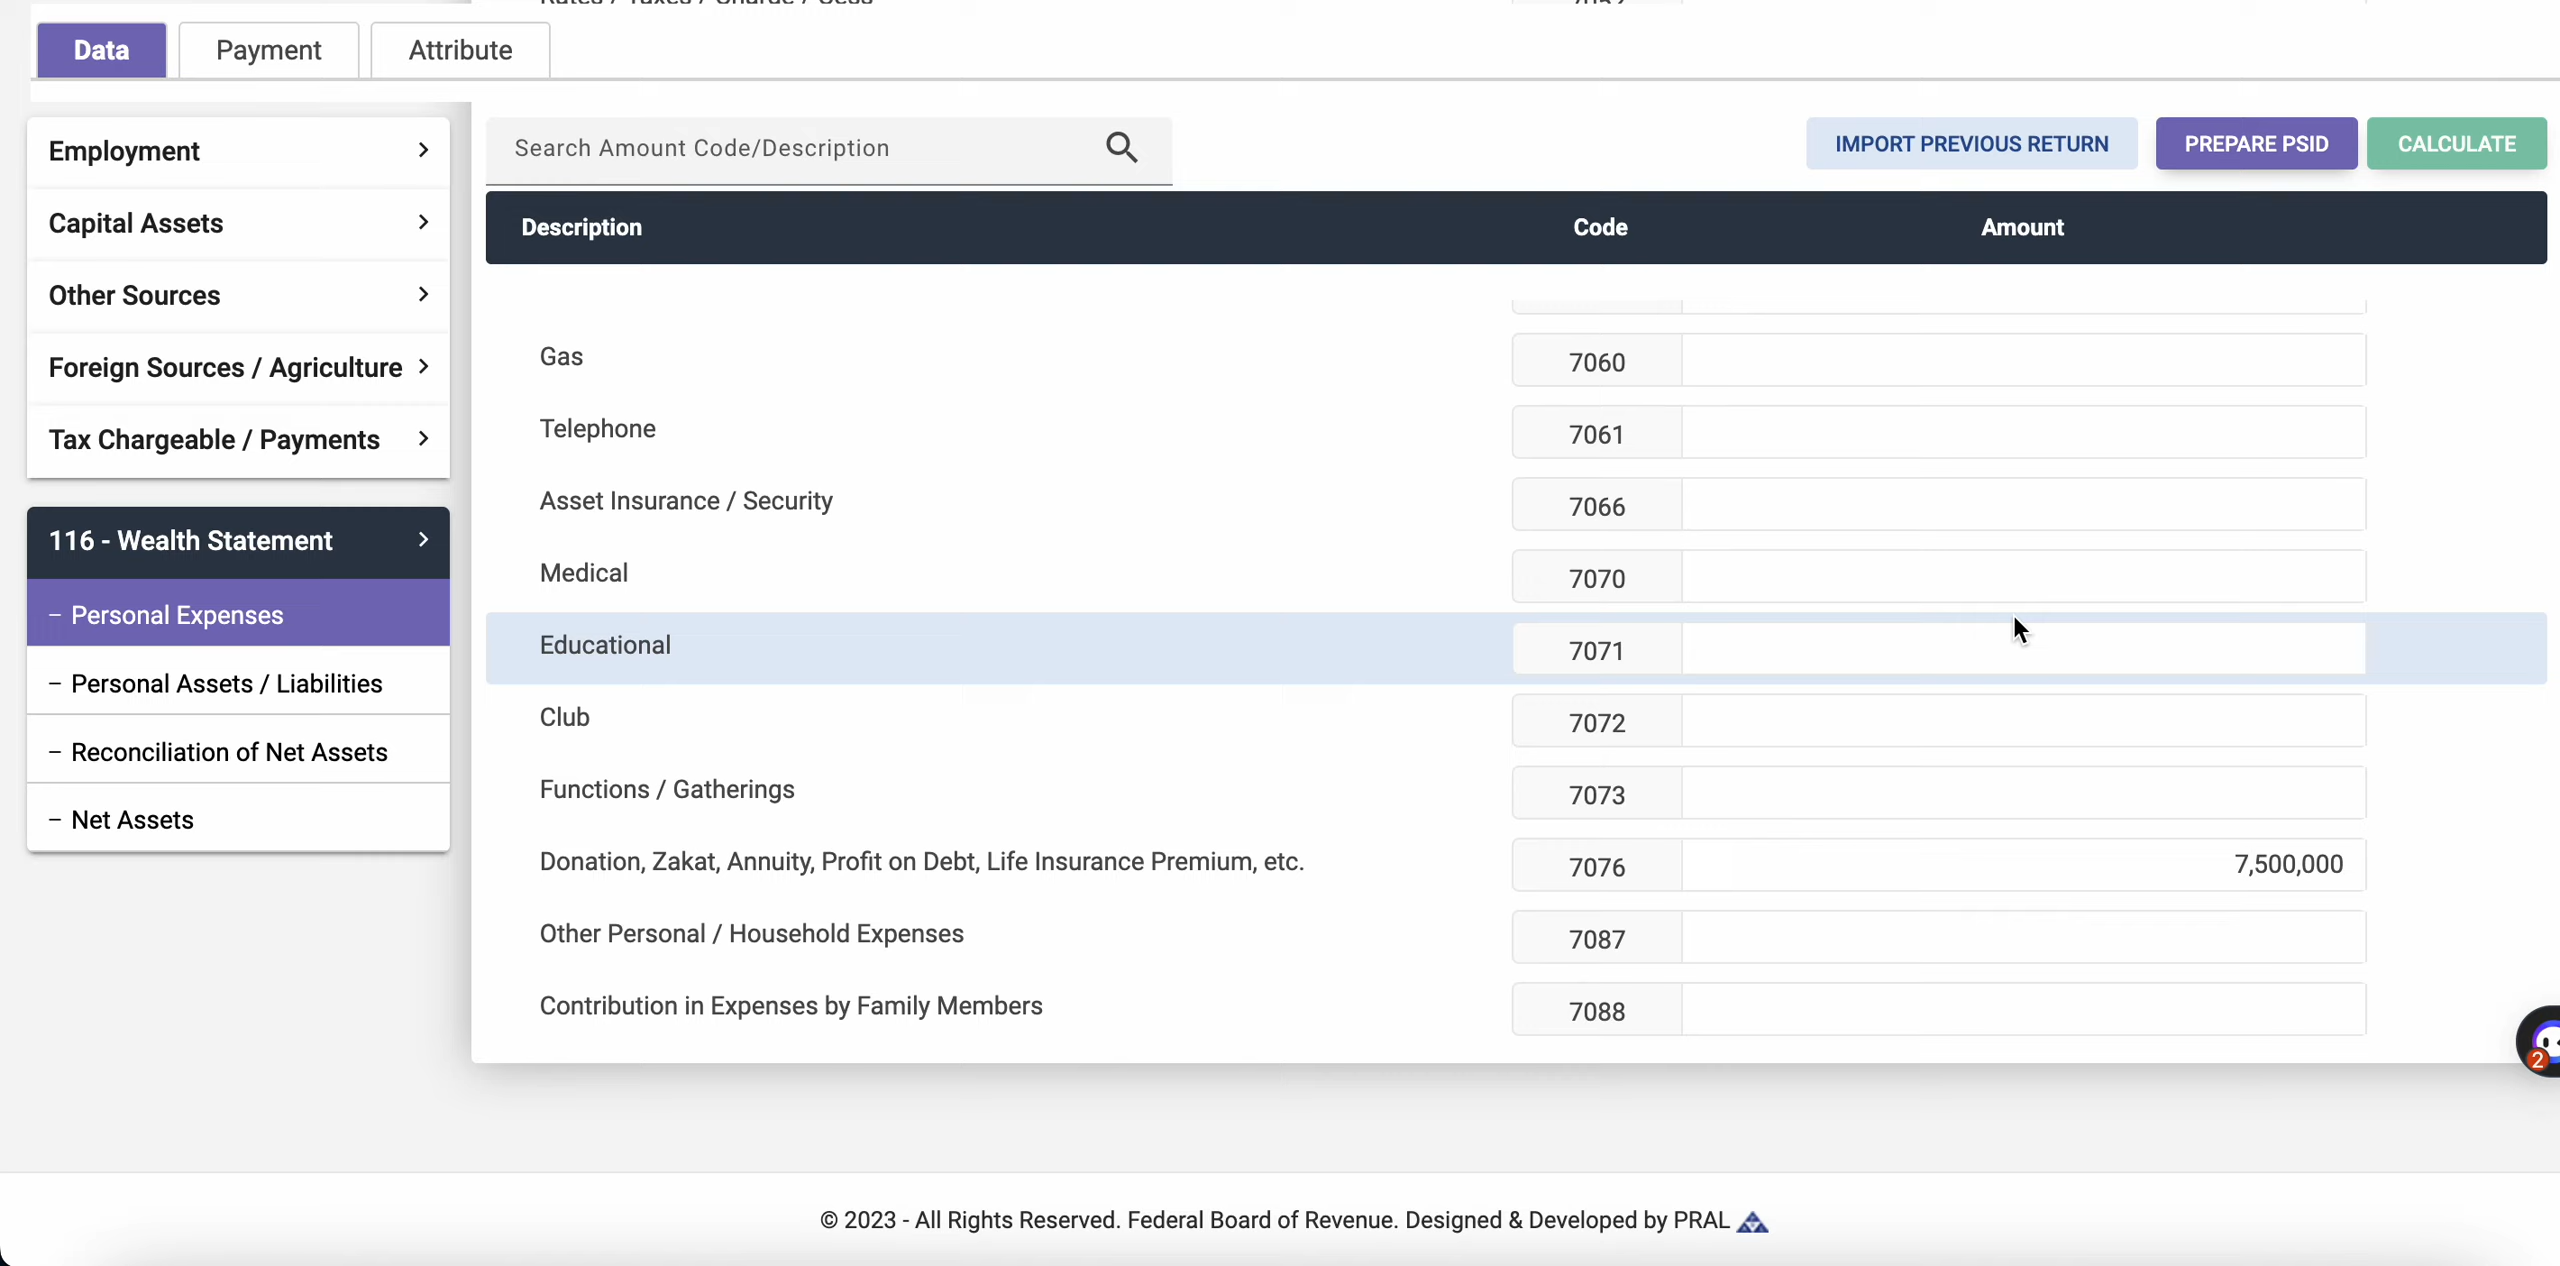 Data
Payment
Attribute
Employment
Capital Assets
Other Sources
Foreign Sources / Agriculture
Tax Chargeable / Payments
116 - Wealth Statement
– Personal Expenses
– Personal Assets / Liabilities
– Reconciliation of Net Assets
– Net Assets
Search Amount Code/Description
IMPORT PREVIOUS RETURN
PREPARE PSID
CALCULATE
Description Code Amount
Gas 7060
Telephone 7061
Asset Insurance / Security 7066
Medical 7070
Educational 7071
Club 7072
Functions / Gatherings 7073
Donation, Zakat, Annuity, Profit on Debt, Life Insurance Premium, etc. 7076 7,500,000
Other Personal / Household Expenses 7087
Contribution in Expenses by Family Members 7088
2
© 2023 - All Rights Reserved. Federal Board of Revenue. Designed & Developed by PRAL